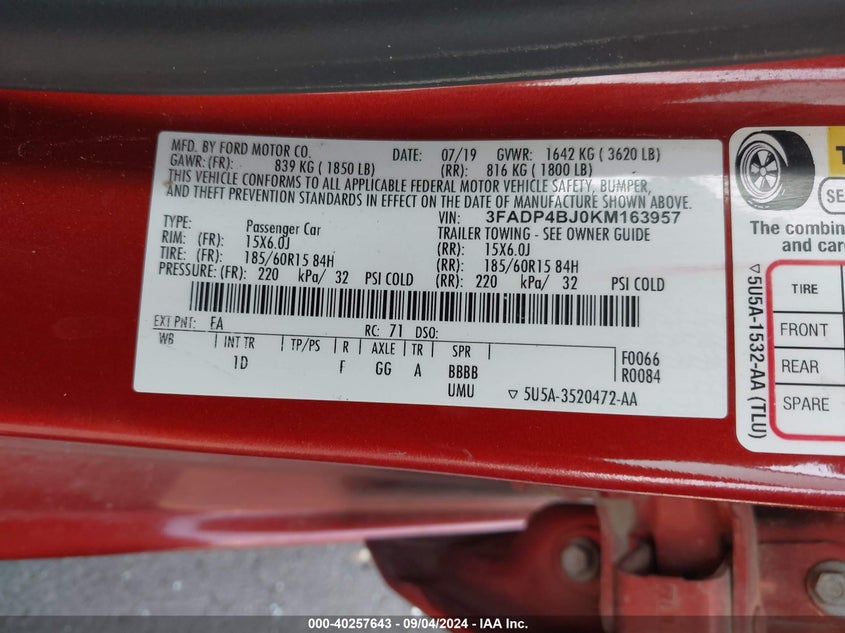 MFD. BY FORD MOTOR CO. DATE: 07/19 GVWR: 1642 KG ( 3620 LB)
GAWR: (FR): 839 KG ( 1850 LB) (RR): 816 KG ( 1800 LB)
THIS VEHICLE CONFORMS TO ALL APPLICABLE FEDERAL MOTOR VEHICLE SAFETY, BUMPER,
AND THEFT PREVENTION STANDARDS IN EFFECT ON THE DATE OF MANUFACTURE SHOWN ABOVE.
VIN: 3FADP4BJ0KM163957
TYPE: Passenger Car TRAILER TOWING - SEE OWNER GUIDE
RIM: (FR): 15X6.0J (RR): 15X6.0J
TIRE: (FR): 185/60R15 84H (RR): 185/60R15 84H
PRESSURE: (FR): 220 kPa/ 32 PSI COLD (RR): 220 kPa/ 32 PSI COLD
EXT PNT: EA RC: 71 DSO:
WB INT TR TP/PS R AXLE TR SPR
1D F GG A BBBB
UMU
F0066
R0084
▽ 5U5A-3520472-AA
▽ 5U5A-1532-AA (TLU)
T
The combin
and carg
TIRE
FRONT
REAR
SPARE
000-40257643 - 09/04/2024 - IAA Inc.